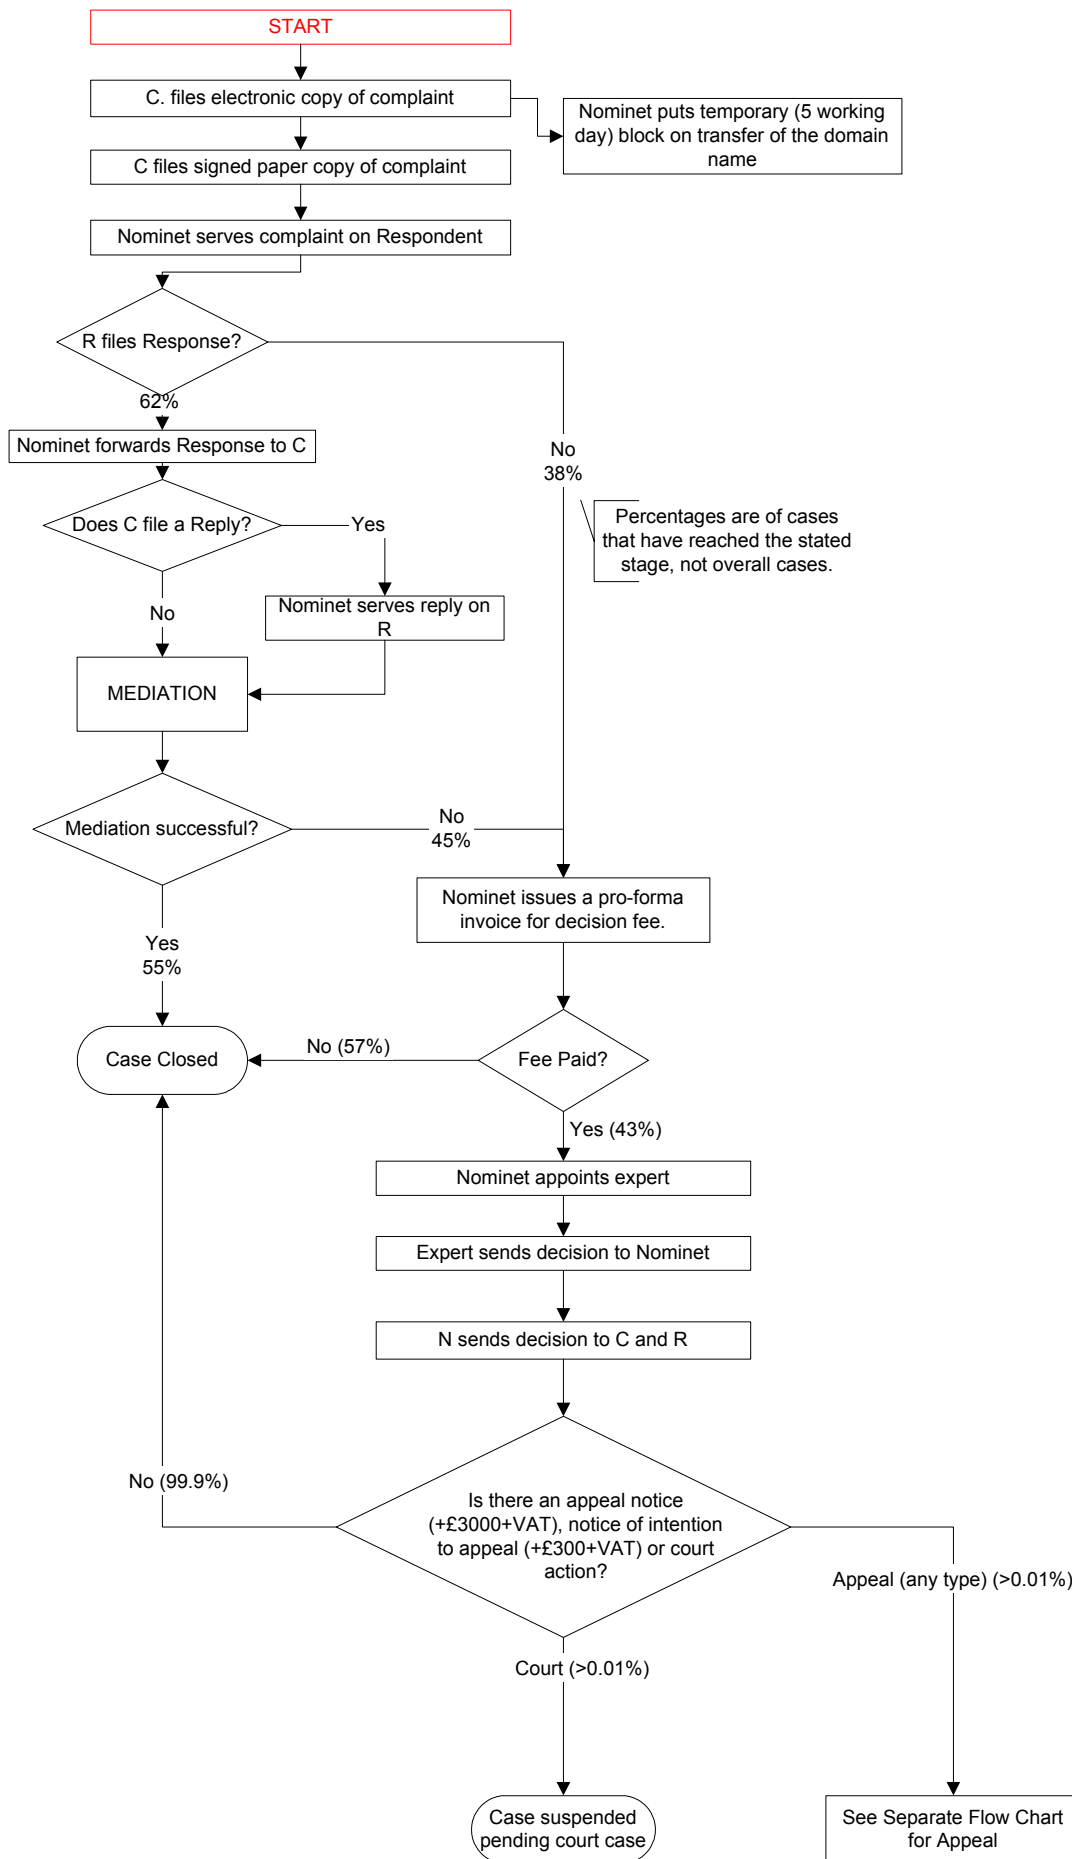 START
C. files electronic copy of complaint
Nominet puts temporary (5 working
day) block on transfer of the domain
name
C files signed paper copy of complaint
Nominet serves complaint on Respondent
R files Response?
62%
No
38%
Nominet forwards Response to C
Does C file a Reply?
Yes
Percentages are of cases
that have reached the stated
stage, not overall cases.
No
Nominet serves reply on
R
MEDIATION
Mediation successful?
No
45%
Nominet issues a pro-forma
invoice for decision fee.
Yes
55%
Case Closed
No (57%)
Fee Paid?
Yes (43%)
Nominet appoints expert
Expert sends decision to Nominet
N sends decision to C and R
No (99.9%)
Is there an appeal notice
(+£3000+VAT), notice of intention
to appeal (+£300+VAT) or court
action?
Appeal (any type) (>0.01%)
Court (>0.01%)
Case suspended
pending court case
See Separate Flow Chart
for Appeal